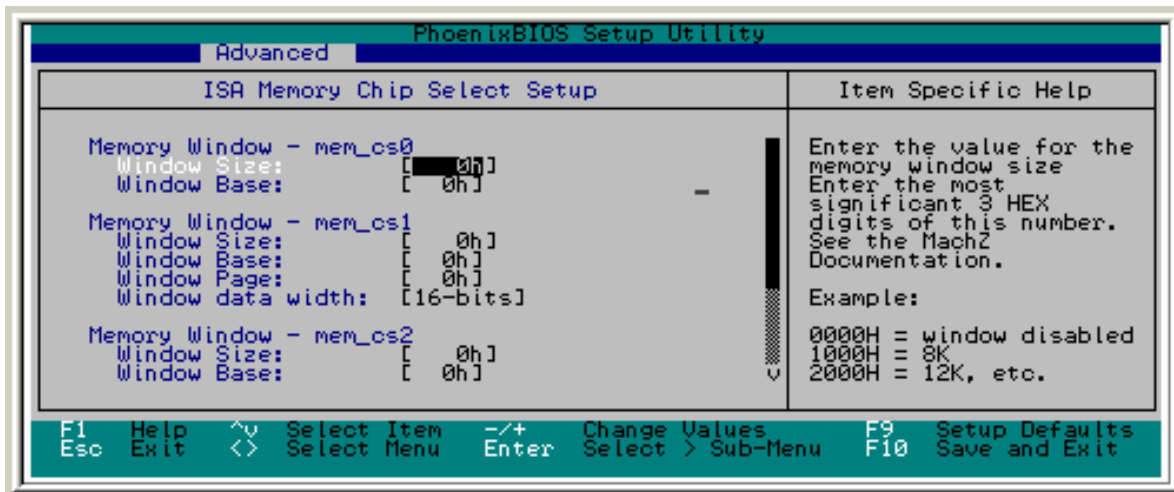 PhoenixBIOS Setup Utility
Advanced
ISA Memory Chip Select Setup
Item Specific Help
Memory Window - mem_cs0
Window Size: [ 0h]
Window Base: [ 0h]
Memory Window - mem_cs1
Window Size: [ 0h]
Window Base: [ 0h]
Window Page: [ 0h]
Window data width: [16-bits]
Memory Window - mem_cs2
Window Size: [ 0h]
Window Base: [ 0h]
Enter the value for the
memory window size
Enter the most
significant 3 HEX
digits of this number.
See the MachZ
Documentation.
Example:
0000H = window disabled
1000H = 8K
2000H = 12K, etc.
F1 Help ^v Select Item -/+ Change Values F9 Setup Defaults
Esc Exit <> Select Menu Enter Select > Sub-Menu F10 Save and Exit